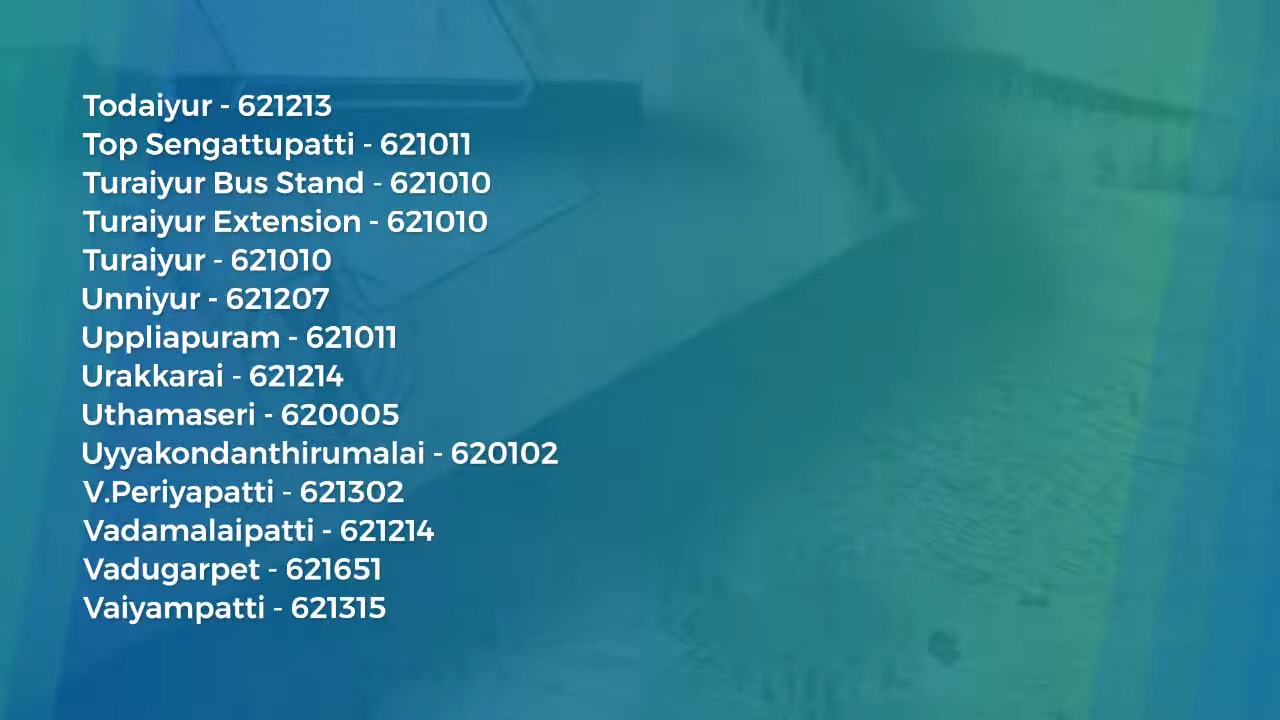 Todaiyur - 621213
Top Sengattupatti - 621011
Turaiyur Bus Stand - 621010
Turaiyur Extension - 621010
Turaiyur - 621010
Unniyur - 621207
Uppliapuram - 621011
Urakkarai - 621214
Uthamaseri - 620005
Uyyakondanthirumalai - 620102
V.Periyapatti - 621302
Vadamalaipatti - 621214
Vadugarpet - 621651
Vaiyampatti - 621315